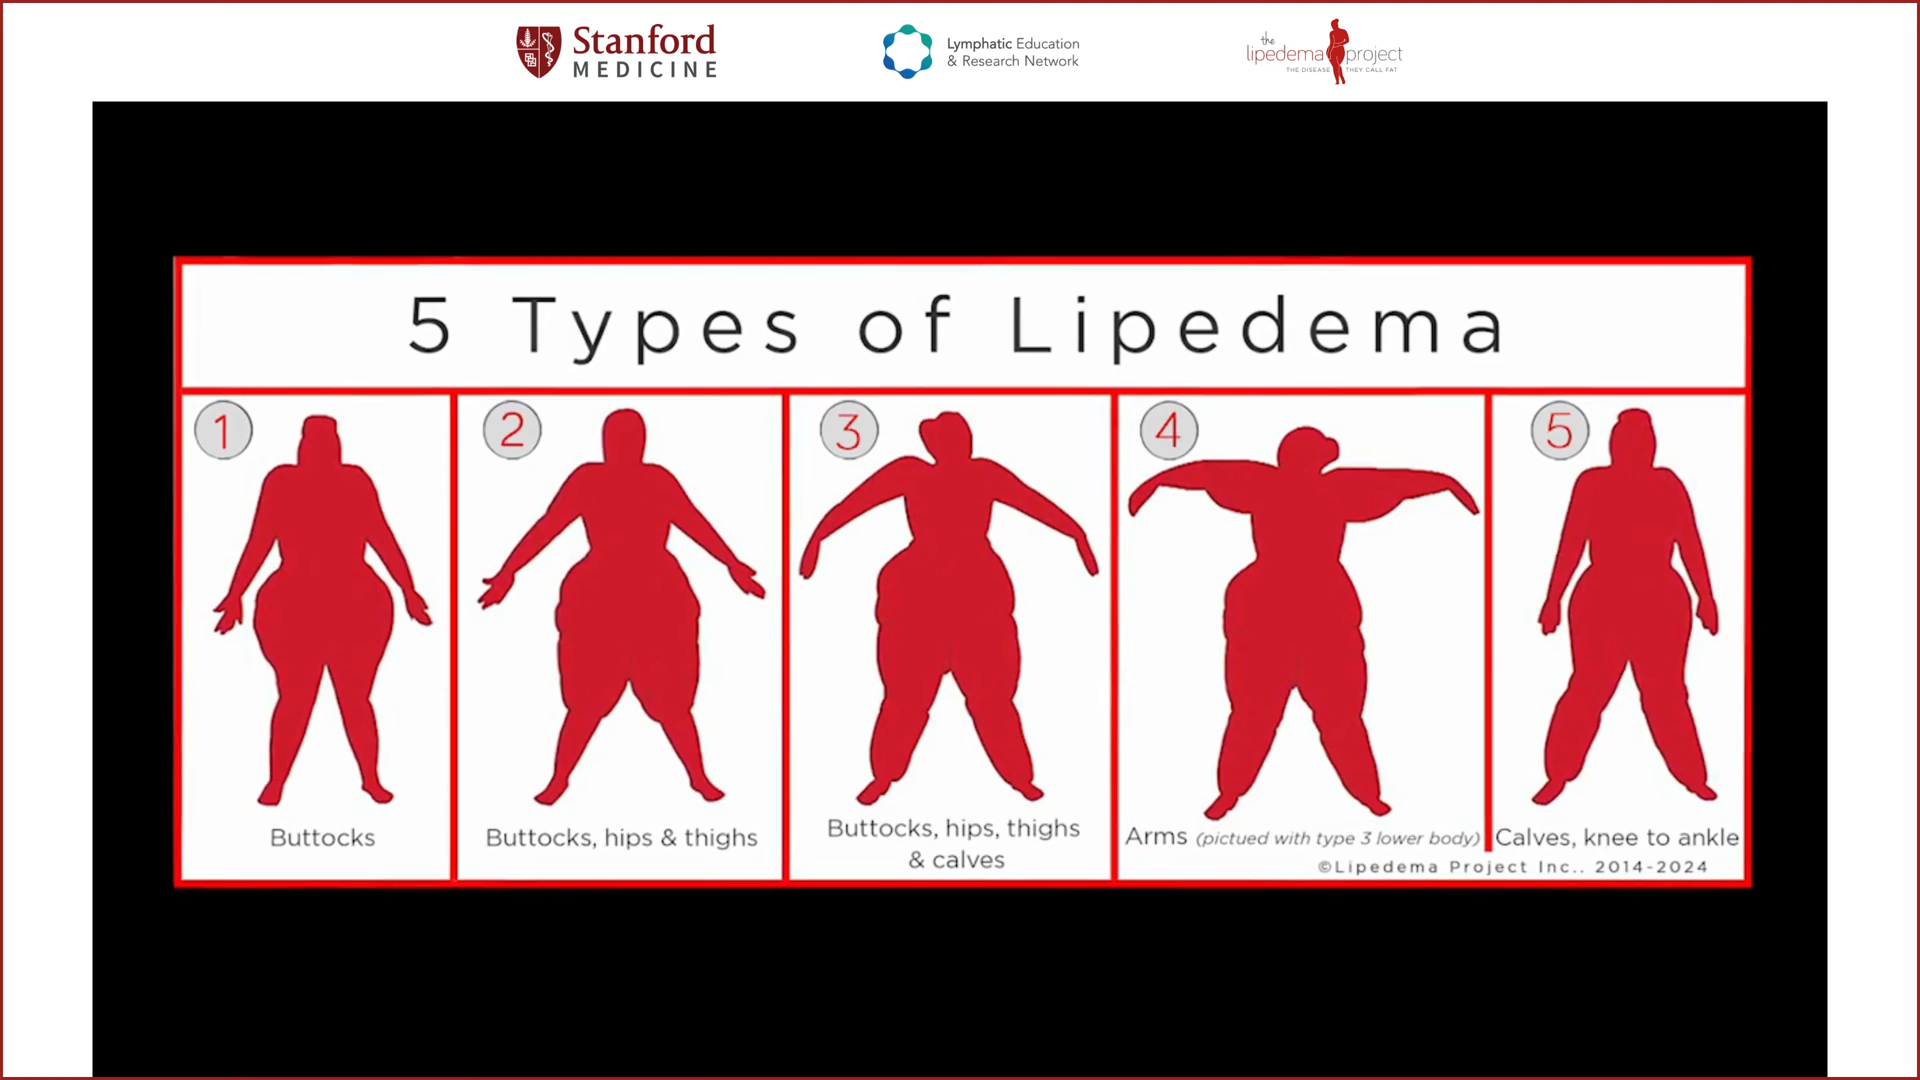 Stanford
MEDICINE
Lymphatic Education
& Research Network
the
lipedema project
THE DISEASE THEY CALL FAT
5 Types of Lipedema
1
Buttocks
2
Buttocks, hips & thighs
3
Buttocks, hips, thighs
& calves
4
Arms (pictued with type 3 lower body)
5
Calves, knee to ankle
©Lipedema Project Inc.. 2014-2024